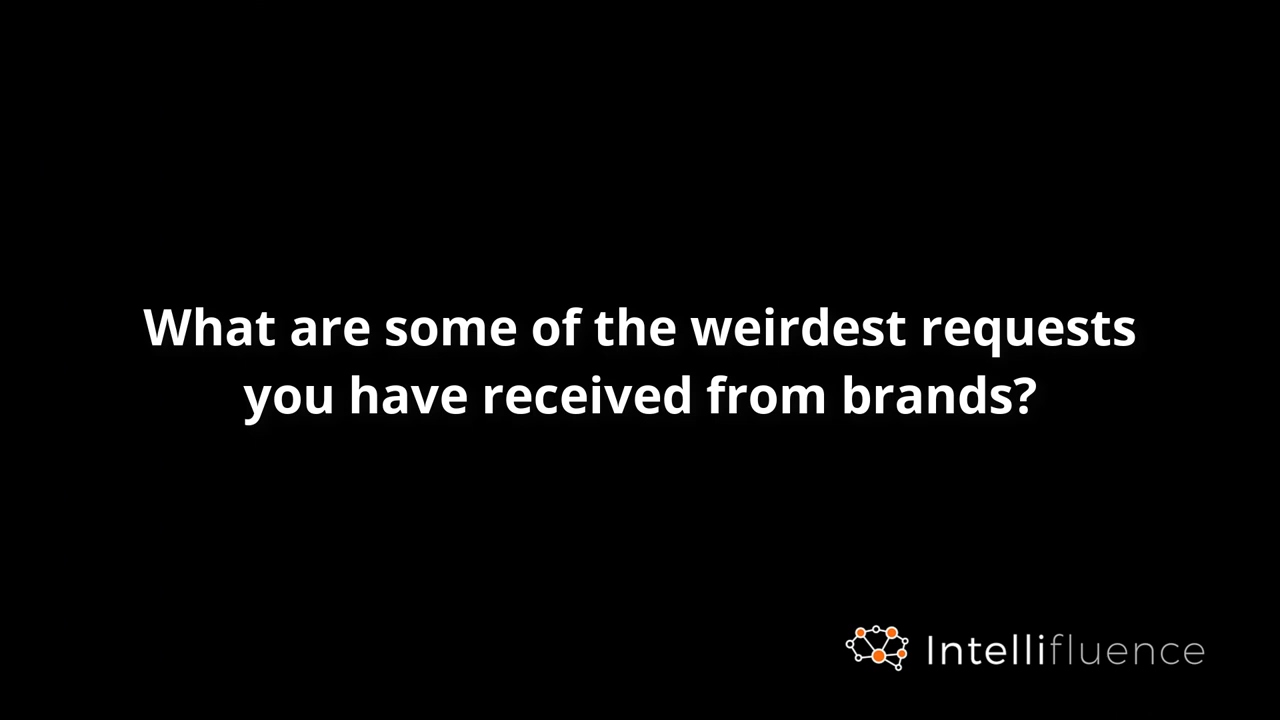 What are some of the weirdest requests
you have received from brands?
Intellifluence